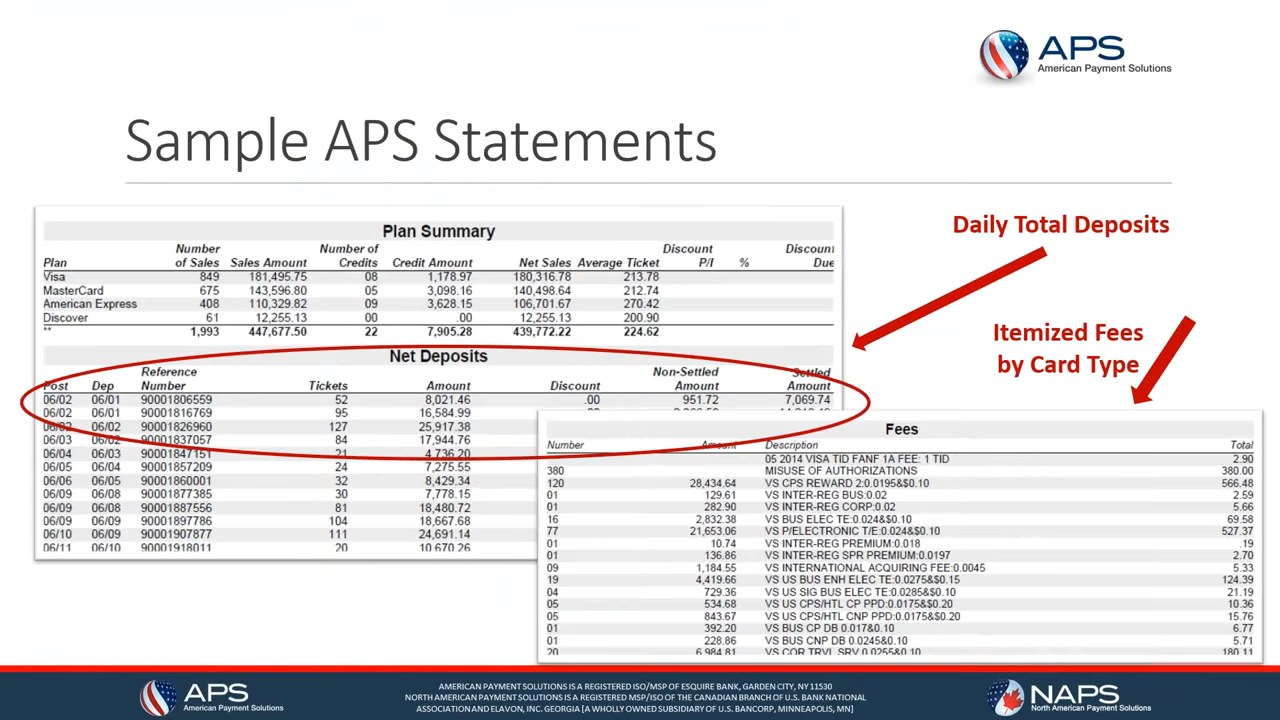 APS
American Payment Solutions
Sample APS Statements
Daily Total Deposits
Itemized Fees
by Card Type
Plan Summary
Number Number of Discount Discount
Plan of Sales Sales Amount Credits Credit Amount Net Sales Average Ticket P/I % Due
Visa 849 181,495.75 08 1,178.97 180,316.78 213.78
MasterCard 675 143,596.80 05 3,098.16 140,498.64 212.74
American Express 408 110,329.82 09 3,628.15 106,701.67 270.42
Discover 61 12,255.13 00 .00 12,255.13 200.90
** 1,993 447,677.50 22 7,905.28 439,772.22 224.62
Net Deposits
Reference Non-Settled Settled
Post Dep Number Tickets Amount Discount Amount Amount
06/02 06/01 90001806559 52 8,021.46 .00 951.72 7,069.74
06/02 06/01 90001816769 95 16,584.99
06/02 06/02 90001826960 127 25,917.38
06/03 06/02 90001837057 84 17,944.76
06/04 06/03 90001847151 21 4,736.20
06/05 06/04 90001857209 24 7,275.55
06/06 06/05 90001860001 32 8,429.34
06/09 06/08 90001877385 30 7,778.15
06/09 06/08 90001887556 81 18,480.72
06/09 06/09 90001897786 104 18,667.68
06/10 06/09 90001907877 111 24,691.14
06/11 06/10 90001918011 20 10,670.26
Fees
Number Amount Description Total
05 2014 VISA TID FANF 1A FEE: 1 TID 2.90
380 MISUSE OF AUTHORIZATIONS 380.00
120 28,434.64 VS CPS REWARD 2:0.0195&$0.10 566.48
01 129.61 VS INTER-REG BUS:0.02 2.59
01 282.90 VS INTER-REG CORP:0.02 5.66
16 2,832.38 VS BUS ELEC TE:0.024&$0.10 69.58
77 21,653.06 VS P/ELECTRONIC T/E:0.024&$0.10 527.37
01 10.74 VS INTER-REG PREMIUM:0.018 .19
01 136.86 VS INTER-REG SPR PREMIUM:0.0197 2.70
09 1,184.55 VS INTERNATIONAL ACQUIRING FEE:0.0045 5.33
19 4,419.66 VS US BUS ENH ELEC TE:0.0275&$0.15 124.39
04 729.36 VS US SIG BUS ELEC TE:0.0285&$0.10 21.19
05 534.68 VS US CPS/HTL CP PPD:0.0175&$0.20 10.36
05 843.67 VS US CPS/HTL CNP PPD:0.0175&$0.20 15.76
01 392.20 VS BUS CP DB 0.017&0.10 6.77
01 228.86 VS BUS CNP DB 0.0245&0.10 5.71
20 6,984.81 VS COR TRVL SRV 0.0255&0.10 180.11
APS
American Payment Solutions
AMERICAN PAYMENT SOLUTIONS IS A REGISTERED ISO/MSP OF ESQUIRE BANK, GARDEN CITY, NY 11530
NORTH AMERICAN PAYMENT SOLUTIONS IS A REGISTERED MSP/ISO OF THE CANADIAN BRANCH OF U.S. BANK NATIONAL
ASSOCIATION AND ELAVON, INC. GEORGIA [A WHOLLY OWNED SUBSIDIARY OF U.S. BANCORP, MINNEAPOLIS, MN]
NAPS
North American Payment Solutions